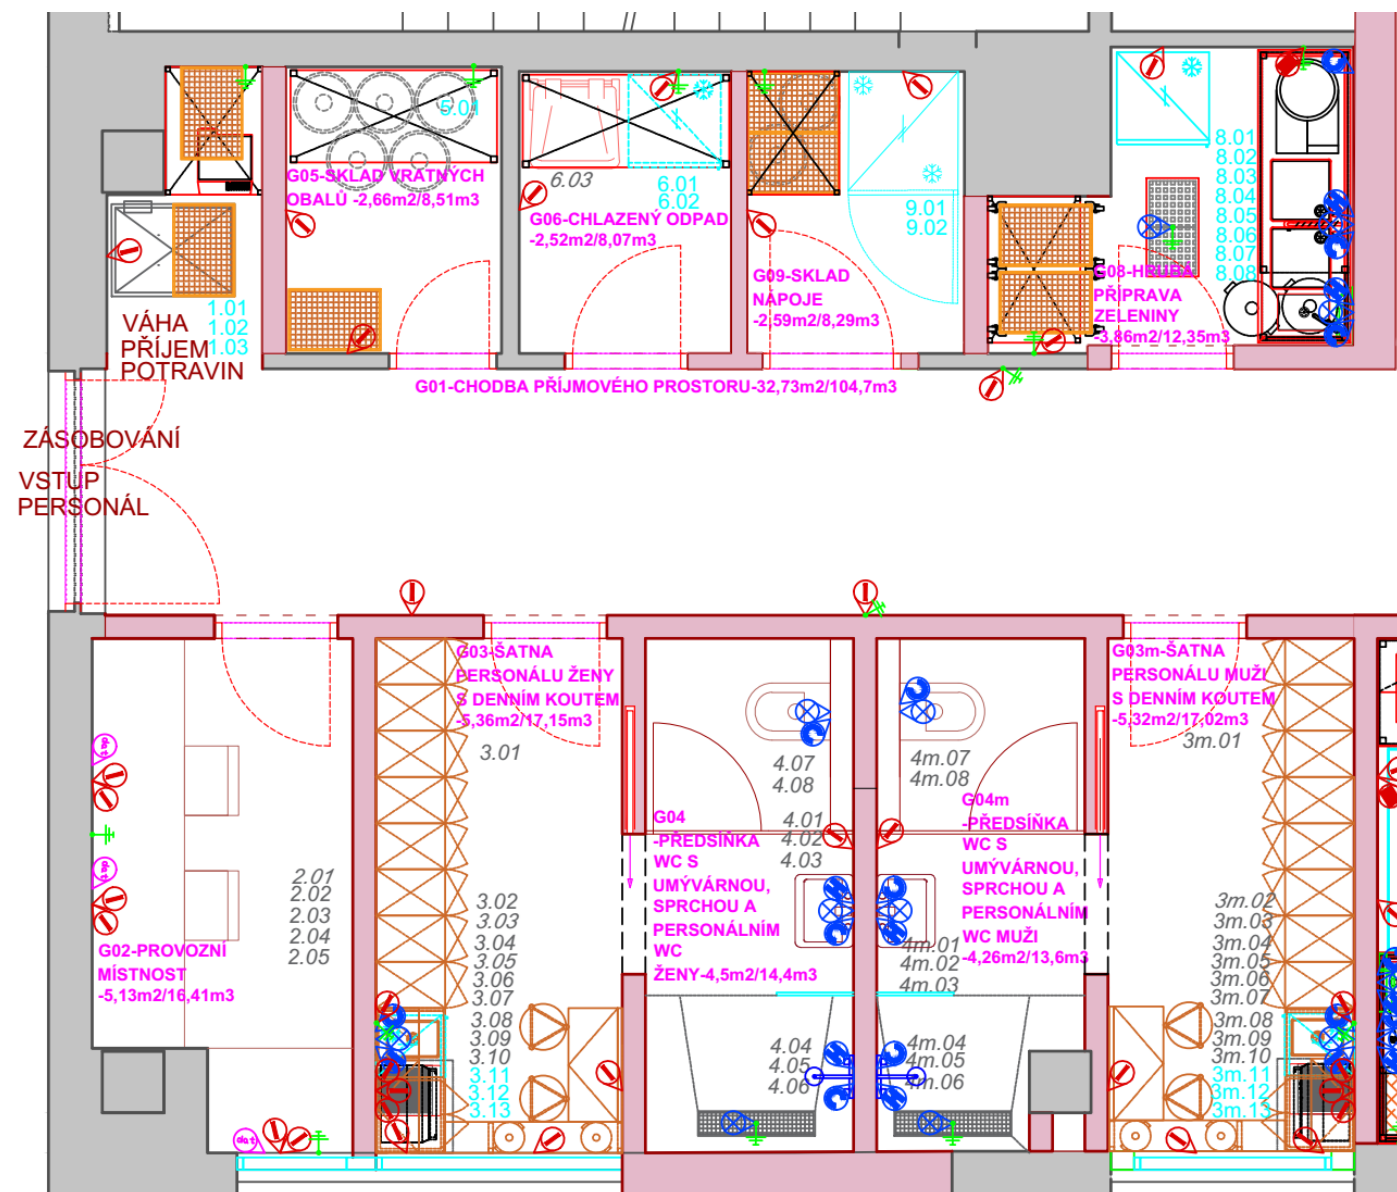 5.01
G05-SKLAD VRATNÝCH
OBALŮ -2,66m2/8,51m3
6.03
6.01
6.02
G06-CHLAZENÝ ODPAD
-2,52m2/8,07m3
9.01
9.02
G09-SKLAD
NÁPOJE
-2,59m2/8,29m3
8.01
8.02
8.03
8.04
8.05
8.06
8.07
8.08
G08-HRUBÁ
PŘÍPRAVA
ZELENINY
-3,86m2/12,35m3
1.01
1.02
1.03
VÁHA
PŘÍJEM
POTRAVIN
G01-CHODBA PŘÍJMOVÉHO PROSTORU-32,73m2/104,7m3
ZÁSOBOVÁNÍ
VSTUP
PERSONÁL
G03-ŠATNA
PERSONÁLU ŽENY
S DENNÍM KOUTEM
-5,36m2/17,15m3
3.01
G03m-ŠATNA
PERSONÁLU MUŽI
S DENNÍM KOUTEM
-5,32m2/17,02m3
3m.01
4.07
4.08
4m.07
4m.08
4.01
4.02
4.03
G04
-PŘEDSÍŇKA
WC S
UMÝVÁRNOU,
SPRCHOU A
PERSONÁLNÍM
WC
ŽENY-4,5m2/14,4m3
G04m
-PŘEDSÍŇKA
WC S
UMÝVÁRNOU,
SPRCHOU A
PERSONÁLNÍM
WC MUŽI
-4,26m2/13,6m3
4m.01
4m.02
4m.03
2.01
2.02
2.03
2.04
2.05
G02-PROVOZNÍ
MÍSTNOST
-5,13m2/16,41m3
3.02
3.03
3.04
3.05
3.06
3.07
3.08
3.09
3.10
3.11
3.12
3.13
3m.02
3m.03
3m.04
3m.05
3m.06
3m.07
3m.08
3m.09
3m.10
3m.11
3m.12
3m.13
4.04
4.05
4.06
4m.04
4m.05
4m.06